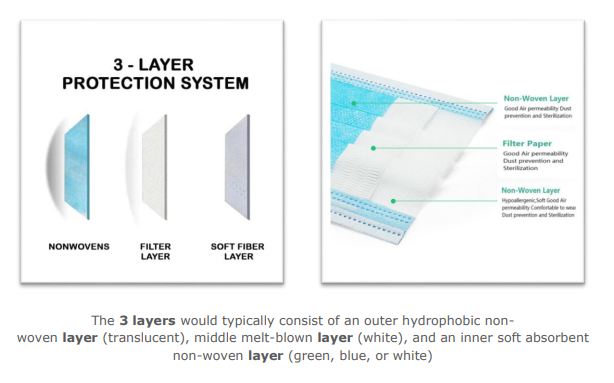 3 - LAYER
PROTECTION SYSTEM
NONWOVENS
FILTER
LAYER
SOFT FIBER
LAYER
Non-Woven Layer
Good Air permeability Dust
prevention and Sterilization
Filter Paper
Good Air permeability
Dust prevention and
Sterilization
Non-Woven Layer
Hypoallergenic,Soft Good Air
permeability Comfortable to wear
Dust prevention and Sterilization
The 3 layers would typically consist of an outer hydrophobic non-
woven layer (translucent), middle melt-blown layer (white), and an inner soft absorbent
non-woven layer (green, blue, or white)